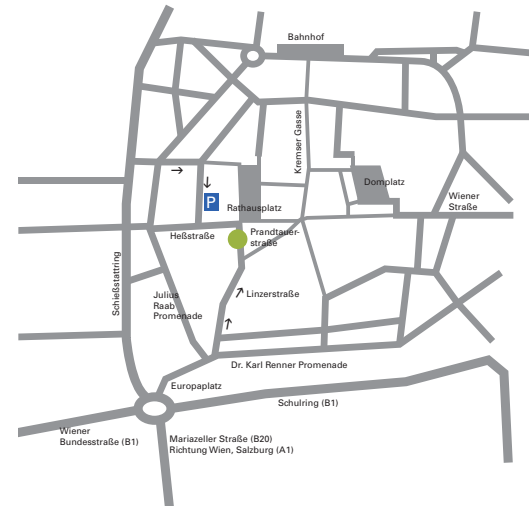 Bahnhof
Kremser Gasse
Domplatz
P
Rathausplatz
Wiener
Straße
Heßstraße
Prandtauer-
straße
Schießstattring
Julius
Raab
Promenade
Linzerstraße
Dr. Karl Renner Promenade
Europaplatz
Schulring (B1)
Wiener
Bundesstraße (B1)
Mariazeller Straße (B20)
Richtung Wien, Salzburg (A1)